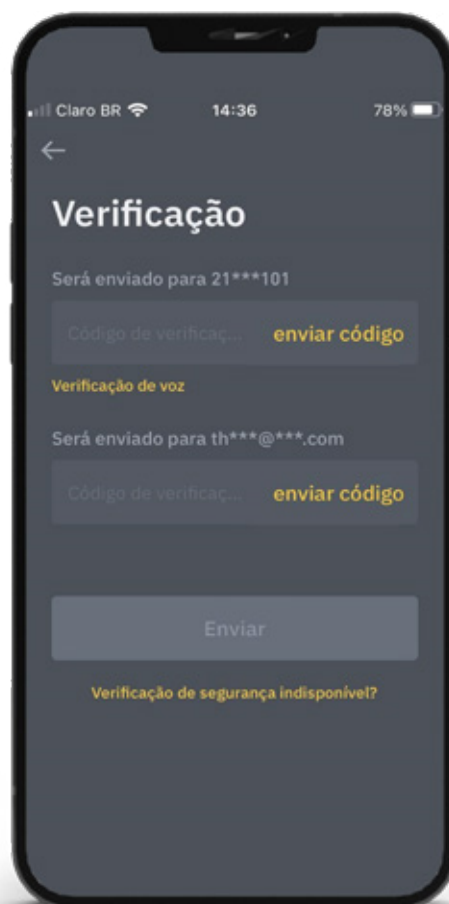 Claro BR
14:36
78%
Verificação
Será enviado para 21***101
Código de verificaç... enviar código
Verificação de voz
Será enviado para th***@***.com
Código de verificaç... enviar código
Enviar
Verificação de segurança indisponível?